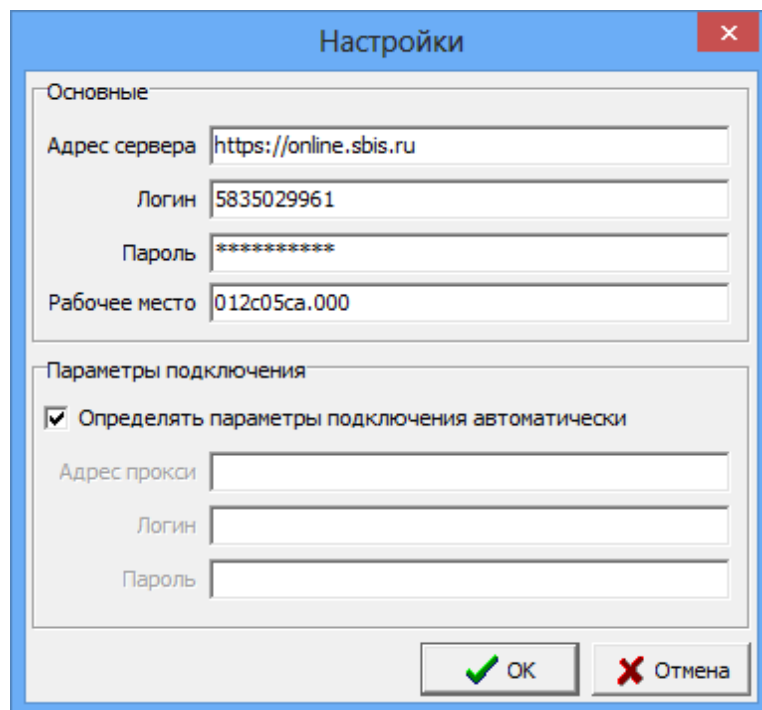 Настройки
Основные
Адрес сервера https://online.sbis.ru
Логин 5835029961
Пароль **********
Рабочее место 012c05ca.000
Параметры подключения
Определять параметры подключения автоматически
Адрес прокси
Логин
Пароль
OK Отмена